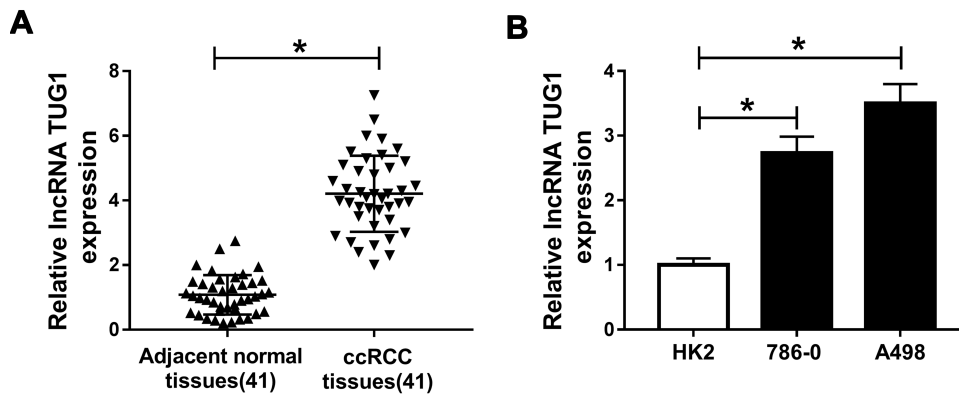 A
Relative lncRNA TUG1
expression
8
6
4
2
0
*
Adjacent normal
tissues(41)
ccRCC
tissues(41)
B
Relative lncRNA TUG1
expression
4
3
2
1
0
*
*
HK2
786-0
A498